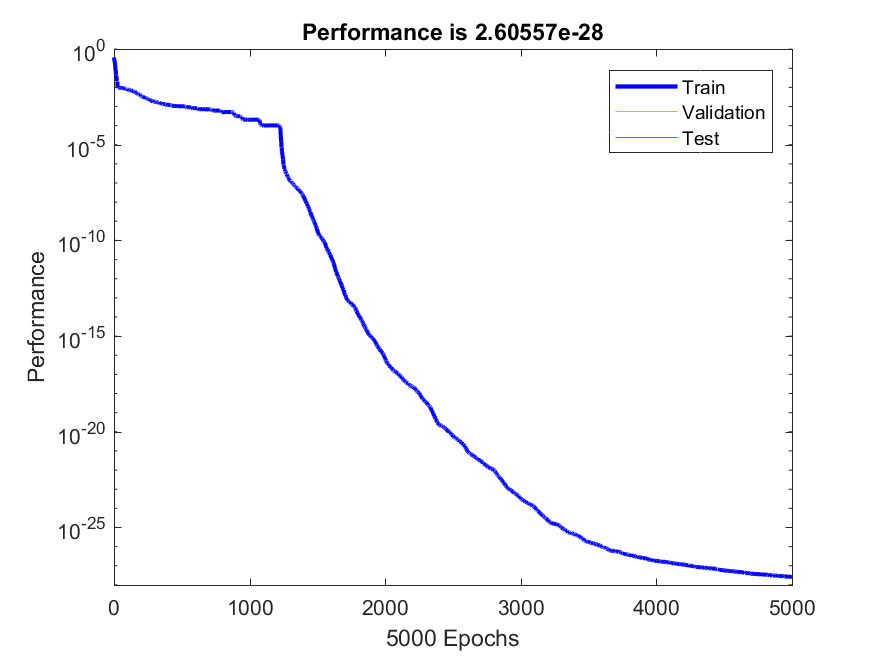 Performance is 2.60557e-28
Train
Validation
Test
Performance
10^0
10^-5
10^-10
10^-15
10^-20
10^-25
0 1000 2000 3000 4000 5000
5000 Epochs